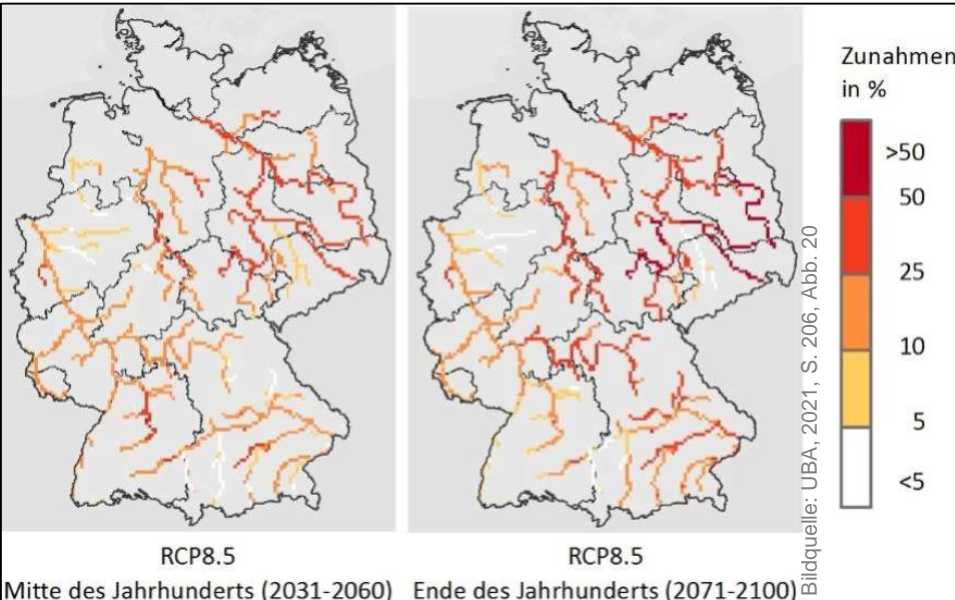 Zunahmen
in %
>50
50
25
10
5
<5
RCP8.5
Mitte des Jahrhunderts (2031-2060)
RCP8.5
Ende des Jahrhunderts (2071-2100)
Bildquelle: UBA, 2021, S. 206, Abb. 20